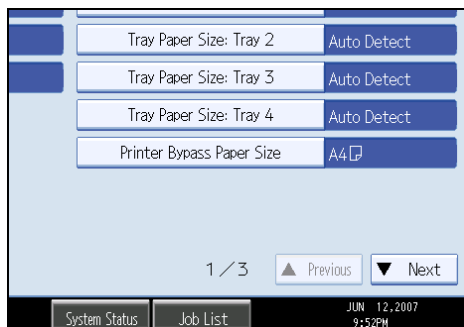 Tray Paper Size: Tray 2 Auto Detect
Tray Paper Size: Tray 3 Auto Detect
Tray Paper Size: Tray 4 Auto Detect
Printer Bypass Paper Size A4
1/3 ▲ Previous ▼ Next
System Status Job List JUN 12,2007
9:52PM